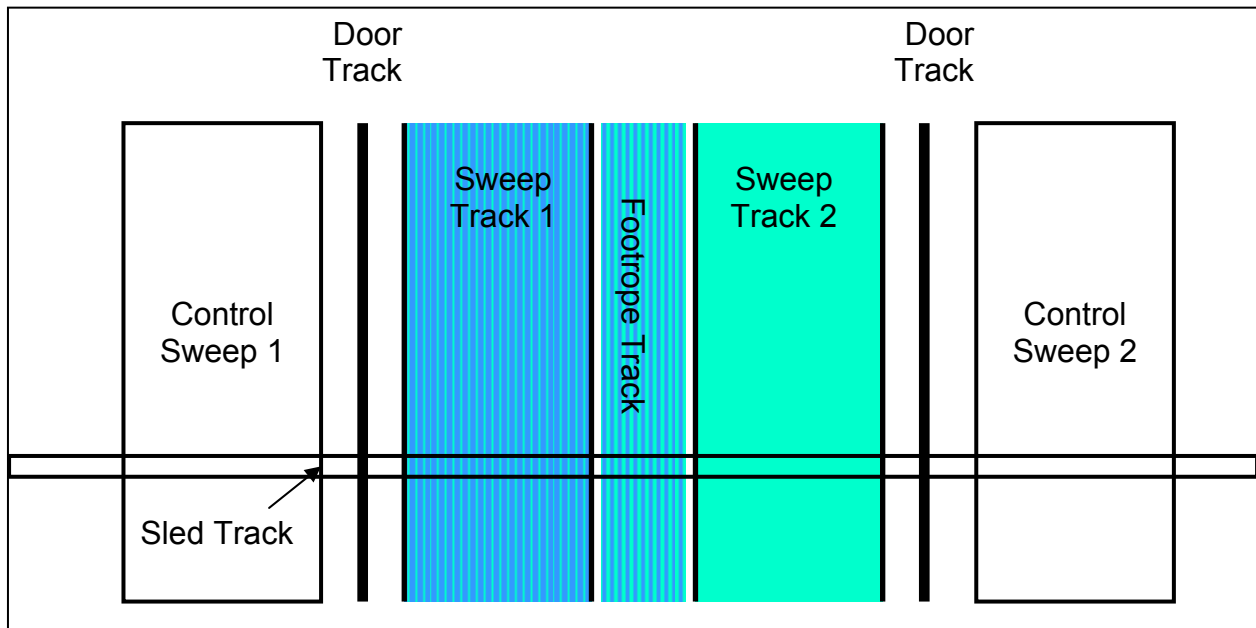 Door
Track
Door
Track
Sweep
Track 1
Footrope Track
Sweep
Track 2
Control
Sweep 1
Control
Sweep 2
Sled Track